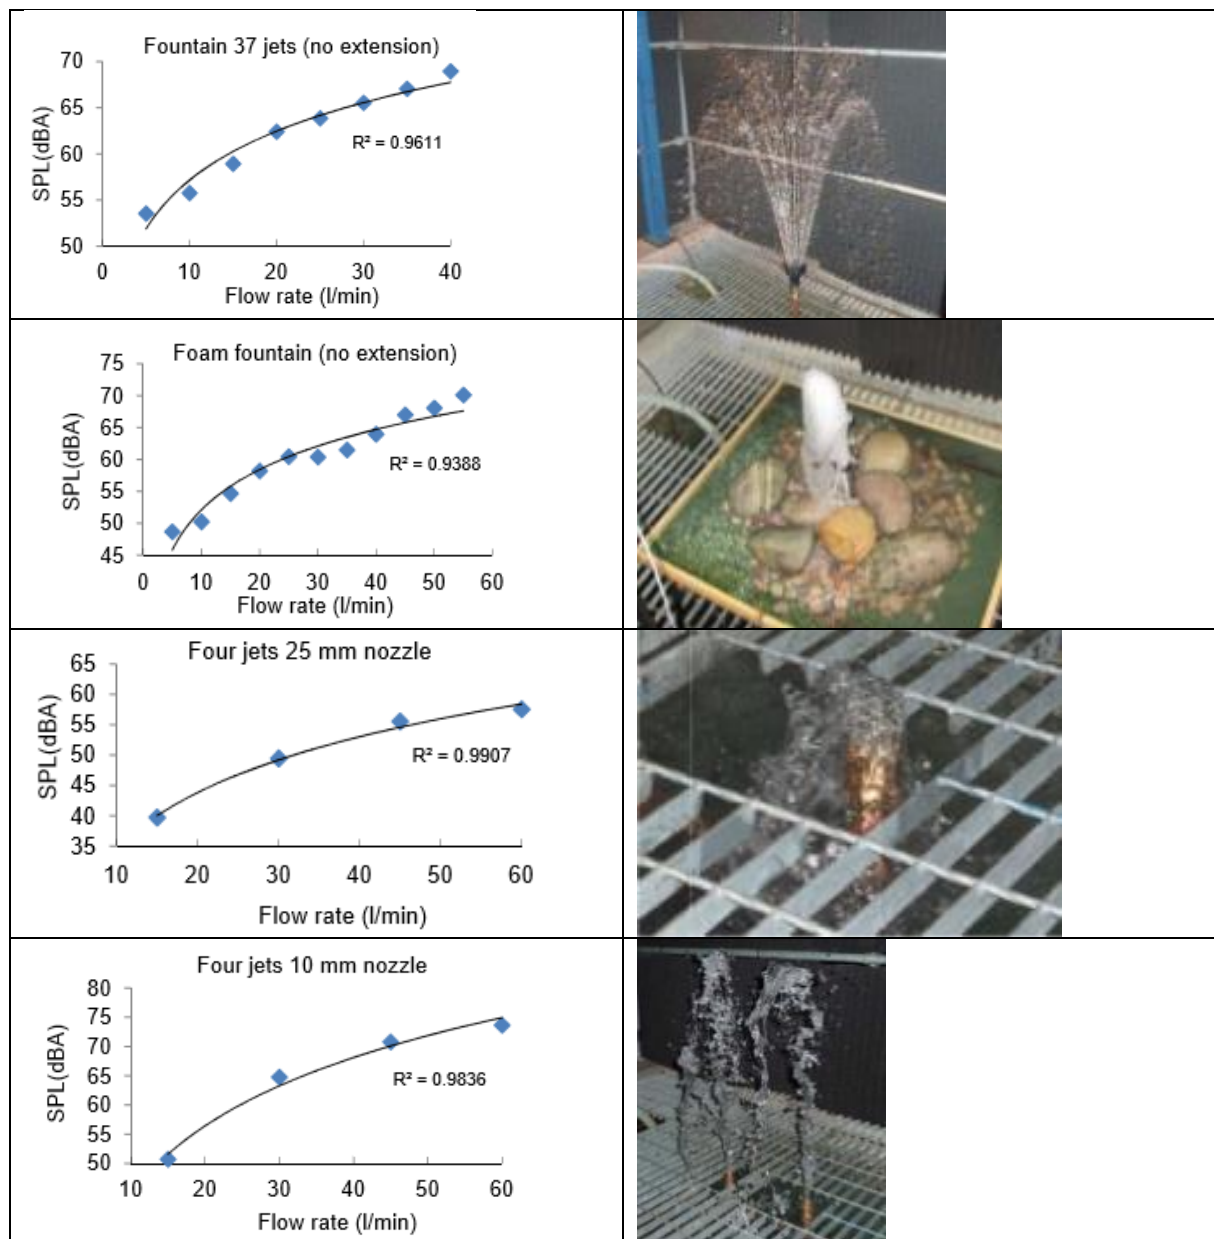 Fountain 37 jets (no extension)
70
65
60
55
50
SPL(dBA)
R² = 0.9611
0 10 20 30 40
Flow rate (l/min)
Foam fountain (no extension)
75
70
65
60
55
50
45
SPL(dBA)
R² = 0.9388
0 10 20 30 40 50 60
Flow rate (l/min)
Four jets 25 mm nozzle
65
60
55
50
45
40
35
SPL(dBA)
R² = 0.9907
10 20 30 40 50 60
Flow rate (l/min)
Four jets 10 mm nozzle
80
75
70
65
60
55
50
SPL(dBA)
R² = 0.9836
10 20 30 40 50 60
Flow rate (l/min)